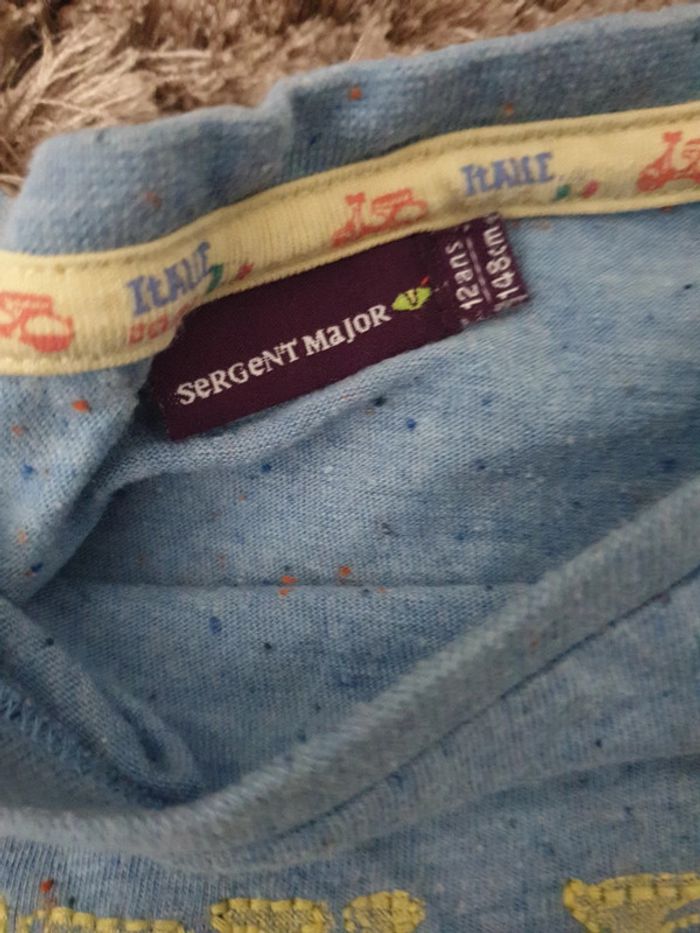 ItALIE
ItALIE
SeRGeNT MaJoR
12ans
148cm